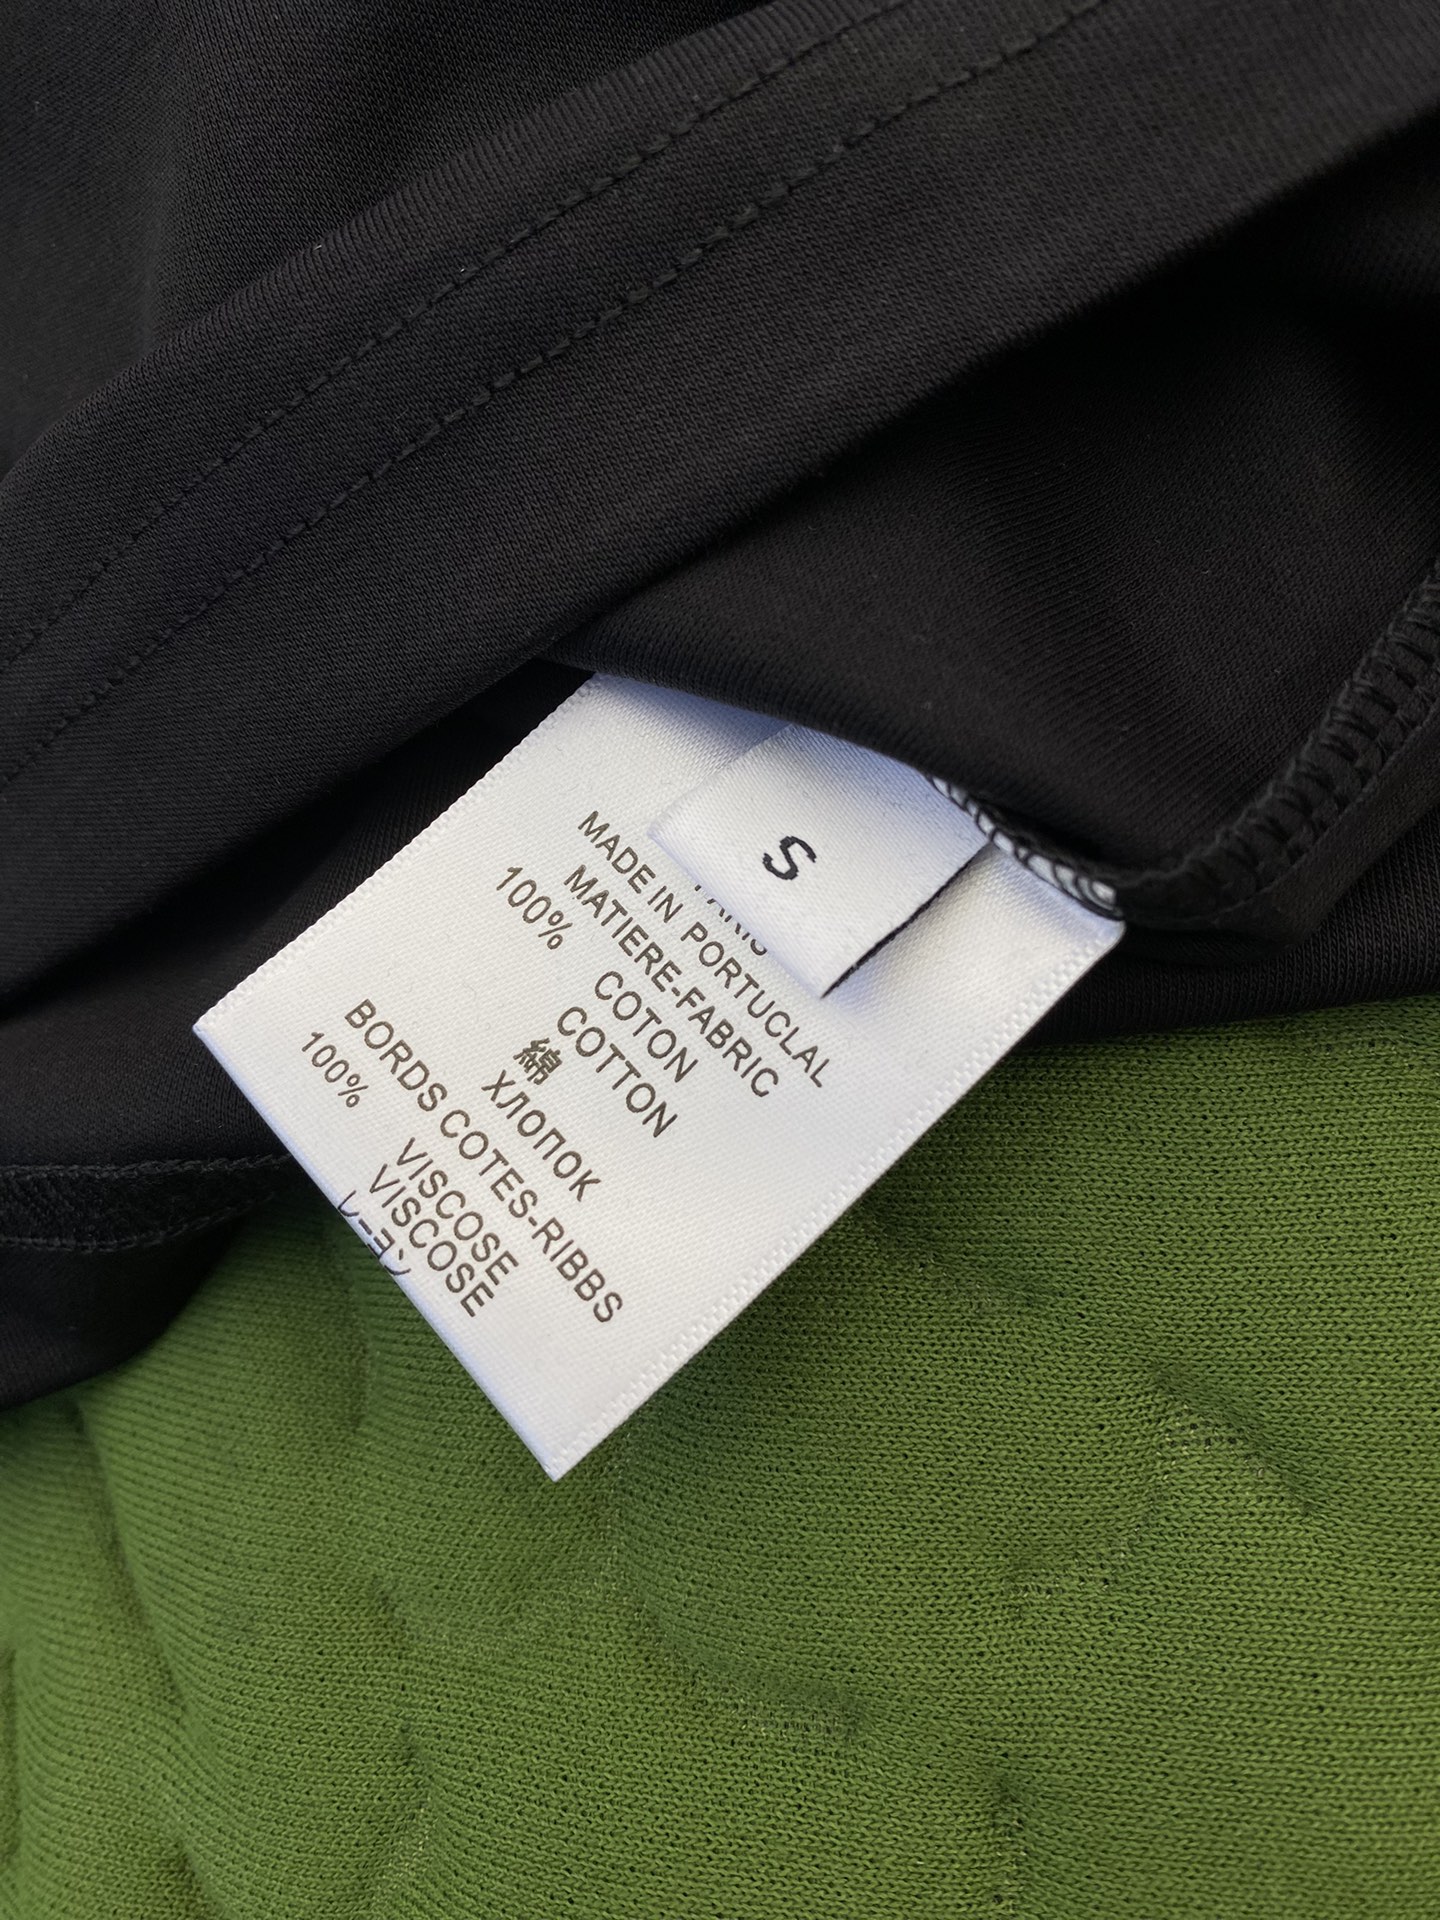 S
PARIS
MADE IN PORTUCLAL
MATIERE-FABRIC
100% COTON
COTTON
綿
ХЛОПОК
BORDS COTES-RIBBS
100% VISCOSE
VISCOSE
レーヨン